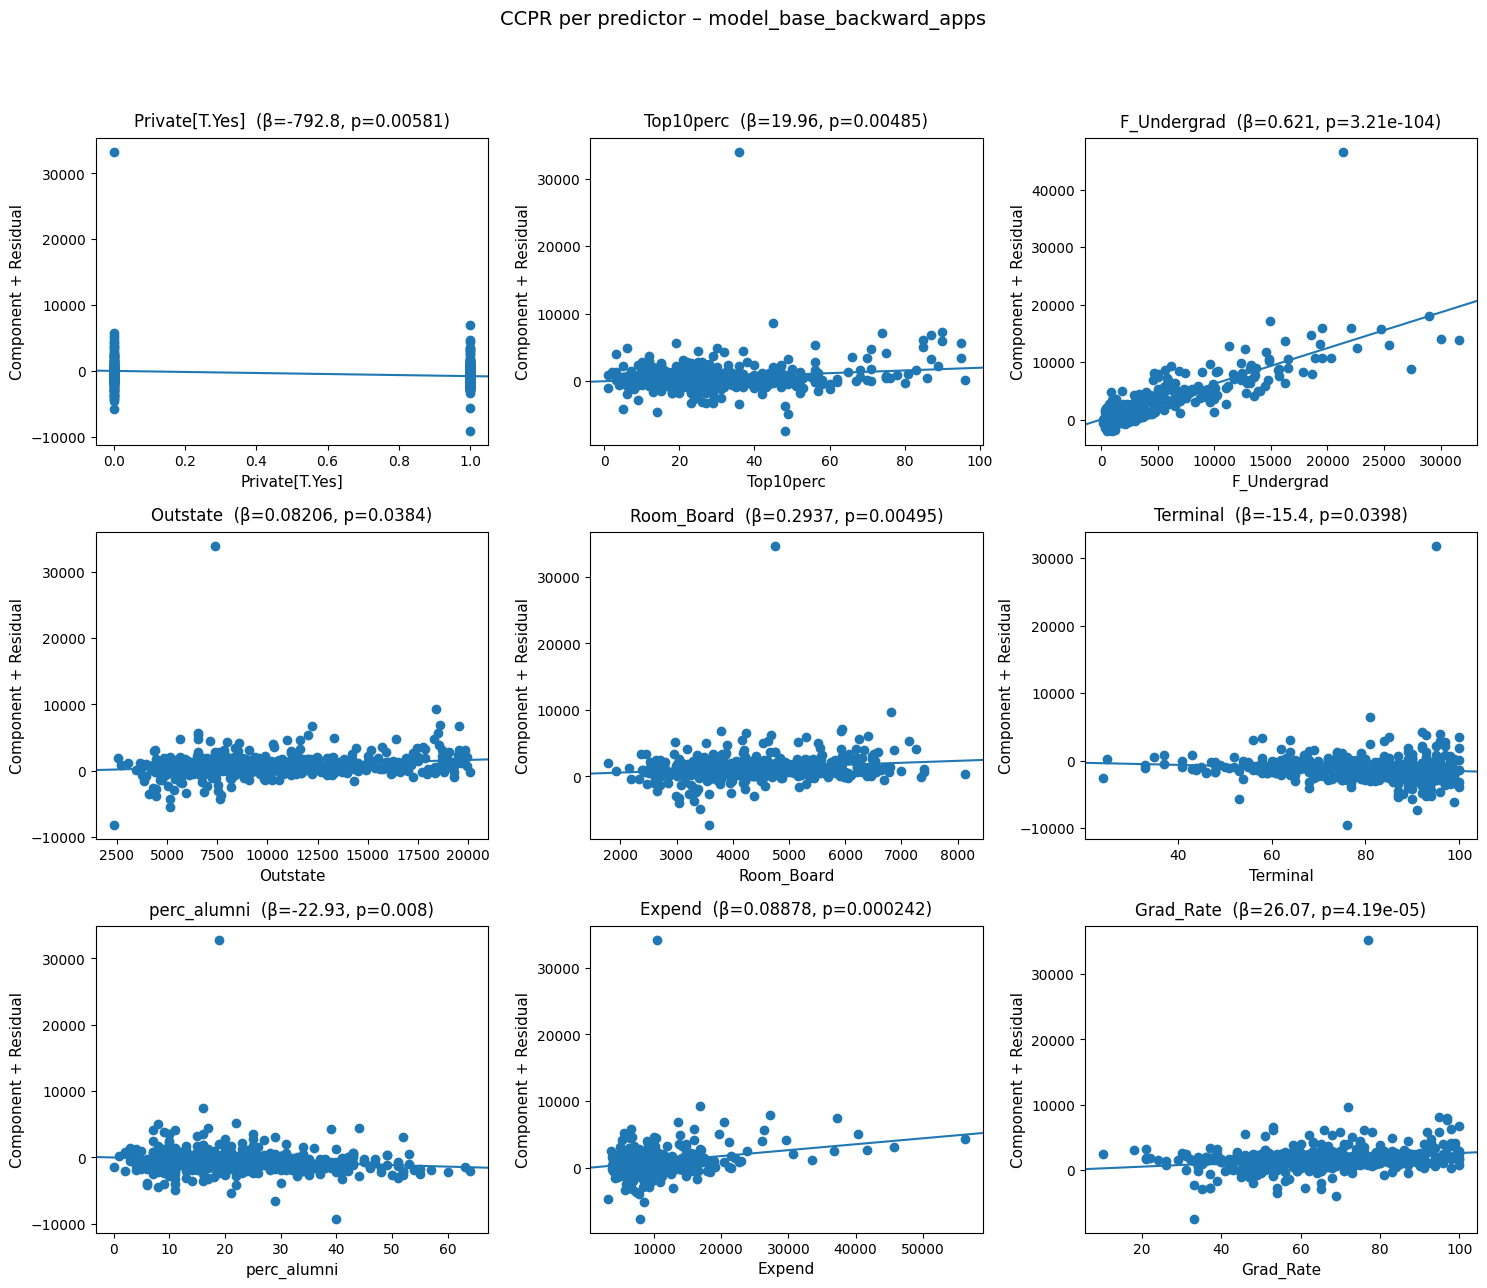 CCPR per predictor – model_base_backward_apps
Private[T.Yes]  (β=-792.8, p=0.00581)
Top10perc  (β=19.96, p=0.00485)
F_Undergrad  (β=0.621, p=3.21e-104)
Component + Residual
30000
20000
10000
0
−10000
0.0 0.2 0.4 0.6 0.8 1.0
Private[T.Yes]
Component + Residual
30000
20000
10000
0
0 20 40 60 80 100
Top10perc
Component + Residual
40000
30000
20000
10000
0
0 5000 10000 15000 20000 25000 30000
F_Undergrad
Outstate  (β=0.08206, p=0.0384)
Room_Board  (β=0.2937, p=0.00495)
Terminal  (β=-15.4, p=0.0398)
Component + Residual
30000
20000
10000
0
−10000
2500 5000 7500 10000 12500 15000 17500 20000
Outstate
Component + Residual
30000
20000
10000
0
2000 3000 4000 5000 6000 7000 8000
Room_Board
Component + Residual
30000
20000
10000
0
−10000
40 60 80 100
Terminal
perc_alumni  (β=-22.93, p=0.008)
Expend  (β=0.08878, p=0.000242)
Grad_Rate  (β=26.07, p=4.19e-05)
Component + Residual
30000
20000
10000
0
−10000
0 10 20 30 40 50 60
perc_alumni
Component + Residual
30000
20000
10000
0
10000 20000 30000 40000 50000
Expend
Component + Residual
30000
20000
10000
0
20 40 60 80 100
Grad_Rate